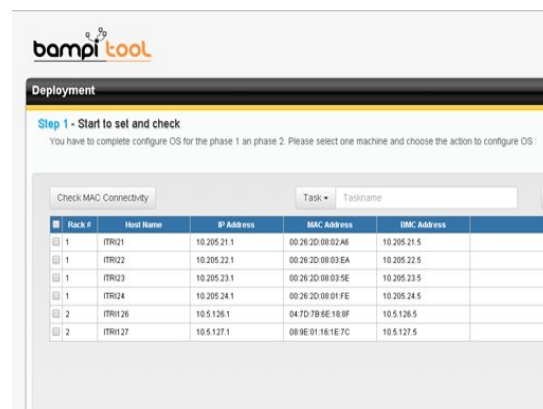 bampi tool
Deployment
Step 1 - Start to set and check
You have to complete configure OS for the phase 1 an phase 2. Please select one machine and choose the action to configure OS :
Check MAC Connectivity Task Taskname
Rack # Host Name IP Address MAC Address BMC Address
1 ITRI21 10.205.21.1 00:26:2D:08:02:A6 10.205.21.5
1 ITRI22 10.205.22.1 00:26:2D:08:03:EA 10.205.22.5
1 ITRI23 10.205.23.1 00:26:2D:08:03:5E 10.205.23.5
1 ITRI24 10.205.24.1 00:26:2D:08:01:FE 10.205.24.5
2 ITRI126 10.5.126.1 04:7D:7B:6E:18:8F 10.5.126.5
2 ITRI127 10.5.127.1 08:9E:01:16:1E:7C 10.5.127.5